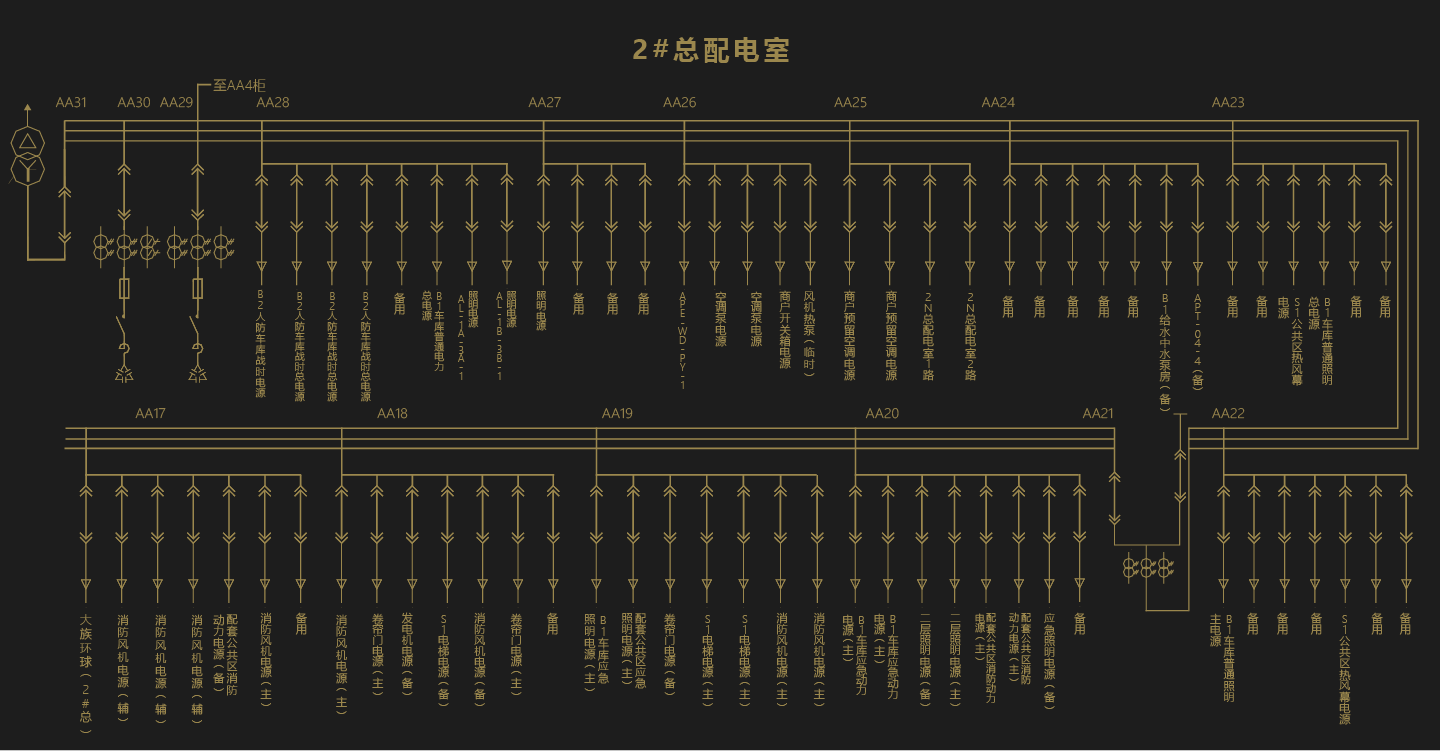 2#总配电室
至AA4柜
AA31
AA30
AA29
AA28
AA27
AA26
AA25
AA24
AA23
B2人防车库战时电源
B2人防车库战时总电源
B2人防车库战时总电源
B2人防车库战时总电源
备用
B1车库普通电力
总电源
照明电源
AL-1A-3A-1
照明电源
AL-1B-3B-1
照明电源
备用
备用
备用
APE-WD-PY-1
空调泵电源
空调泵电源
商户开关箱电源
风机热泵(临时)
商户预留空调电源
商户预留空调电源
2N总配电室1路
2N总配电室2路
备用
备用
备用
备用
备用
B1给水中水泵房(备)
APT-04-4(备)
备用
备用
S1公共区热风幕
电源
B1车库普通照明
总电源
备用
备用
AA17
AA18
AA19
AA20
AA21
AA22
大族环球(2#总)
消防风机电源(辅)
消防风机电源(辅)
消防风机电源(辅)
配套公共区消防
动力电源(备)
消防风机电源(主)
备用
消防风机电源(主)
卷帘门电源(主)
发电机电源(备)
S1电梯电源(备)
消防风机电源(备)
卷帘门电源(主)
备用
B1车库应急
照明电源(主)
配套公共区应急
照明电源(主)
卷帘门电源(备)
S1电梯电源(主)
S1电梯电源(主)
消防风机电源(主)
消防风机电源(主)
B1车库应急动力
电源(主)
B1车库应急动力
电源(主)
二层照明电源(备)
二层照明电源(主)
配套公共区消防动力
电源(主)
配套公共区消防
动力电源(主)
应急照明电源(备)
备用
B1车库普通照明
主电源
备用
备用
备用
S1公共区热风幕电源
备用
备用